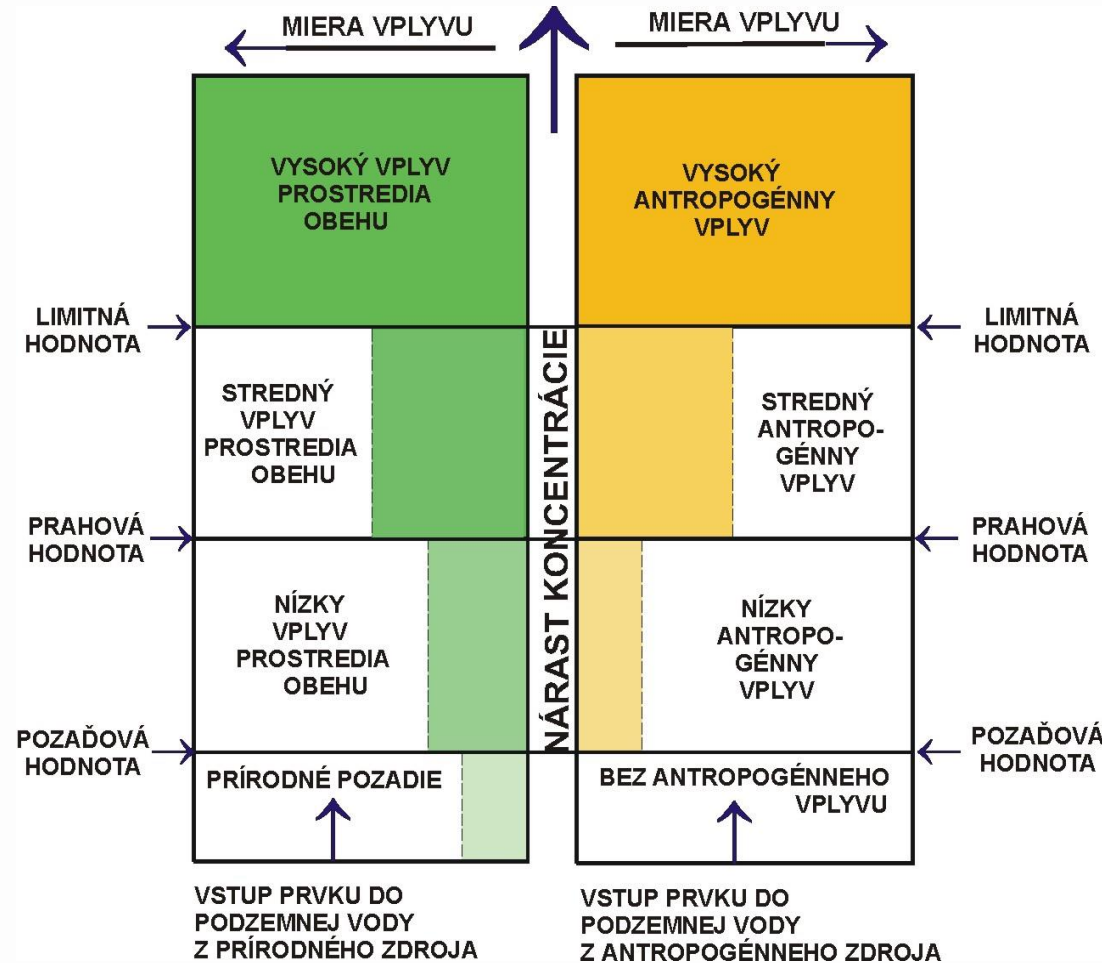 MIERA VPLYVU
MIERA VPLYVU
VYSOKÝ VPLYV
PROSTREDIA
OBEHU
VYSOKÝ
ANTROPOGÉNNY
VPLYV
LIMITNÁ
HODNOTA
LIMITNÁ
HODNOTA
STREDNÝ
VPLYV
PROSTREDIA
OBEHU
NÁRAST KONCENTRÁCIE
STREDNÝ
ANTROPO-
GÉNNY
VPLYV
PRAHOVÁ
HODNOTA
PRAHOVÁ
HODNOTA
NÍZKY
VPLYV
PROSTREDIA
OBEHU
NÍZKY
ANTROPO-
GÉNNY
VPLYV
POZAĎOVÁ
HODNOTA
POZAĎOVÁ
HODNOTA
PRÍRODNÉ POZADIE
BEZ ANTROPOGÉNNEHO
VPLYVU
VSTUP PRVKU DO
PODZEMNEJ VODY
Z PRÍRODNÉHO ZDROJA
VSTUP PRVKU DO
PODZEMNEJ VODY
Z ANTROPOGÉNNEHO ZDROJA